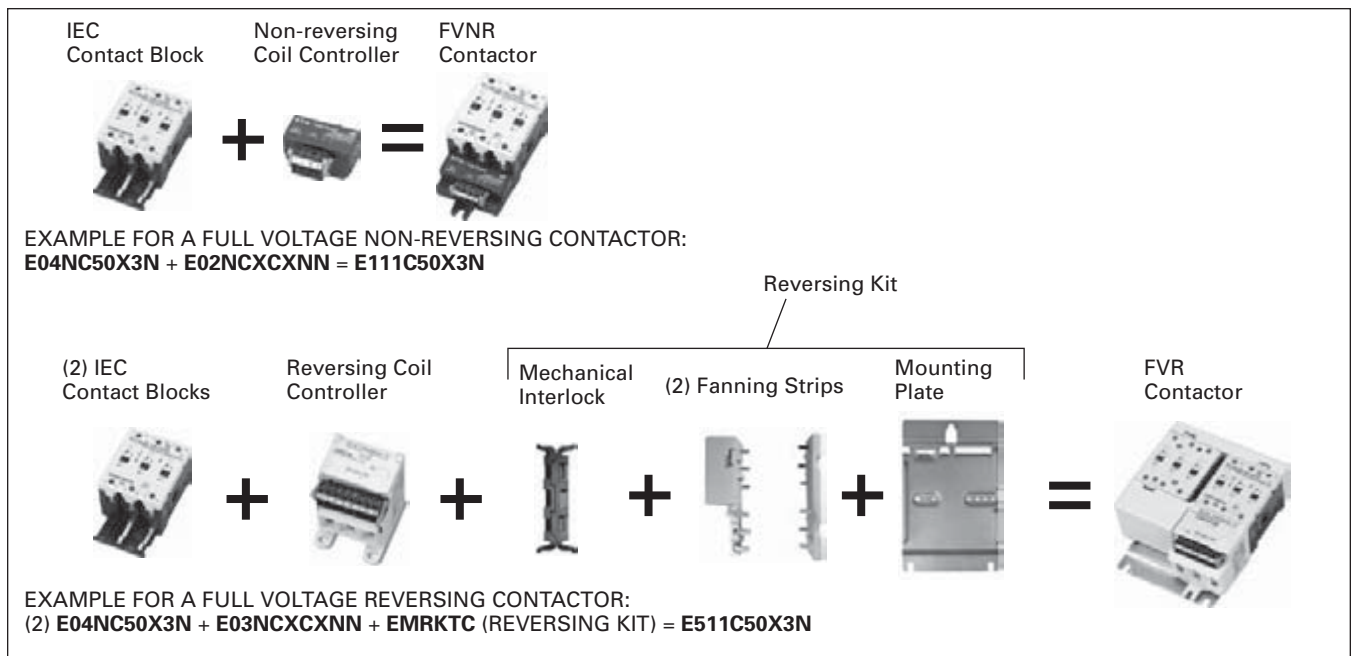 IEC
Contact Block
Non-reversing
Coil Controller
FVNR
Contactor
+
=
EXAMPLE FOR A FULL VOLTAGE NON-REVERSING CONTACTOR:
E04NC50X3N + E02NCXCXNN = E111C50X3N
Reversing Kit
(2) IEC
Contact Blocks
Reversing Coil
Controller
Mechanical
Interlock
(2) Fanning Strips
Mounting
Plate
FVR
Contactor
+
+
+
+
=
EXAMPLE FOR A FULL VOLTAGE REVERSING CONTACTOR:
(2) E04NC50X3N + E03NCXCXNN + EMRKTC (REVERSING KIT) = E511C50X3N